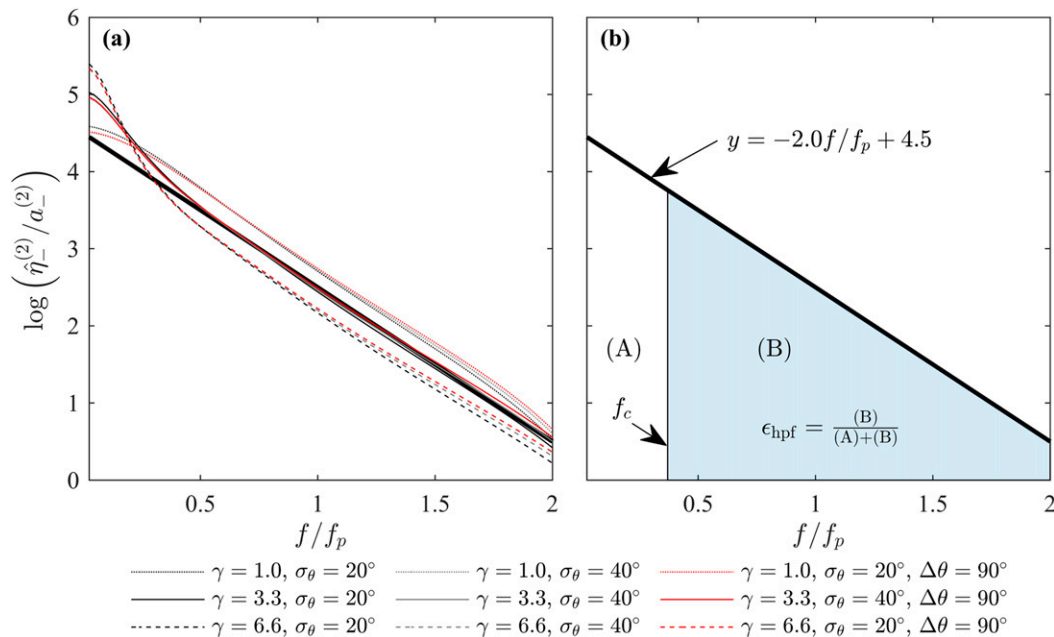 (a)
(b)
6
5
4
3
2
1
0
log (η̂₋⁽²⁾/a₋⁽²⁾)
0.5 1 1.5 2
f/f_p
y = −2.0f/f_p + 4.5
(A)
(B)
f_c
ϵ_hpf = (B)/(A)+(B)
0.5 1 1.5 2
f/f_p
γ = 1.0, σ_θ = 20° γ = 1.0, σ_θ = 40° γ = 1.0, σ_θ = 20°, Δθ = 90°
γ = 3.3, σ_θ = 20° γ = 3.3, σ_θ = 40° γ = 3.3, σ_θ = 40°, Δθ = 90°
γ = 6.6, σ_θ = 20° γ = 6.6, σ_θ = 40° γ = 6.6, σ_θ = 20°, Δθ = 90°